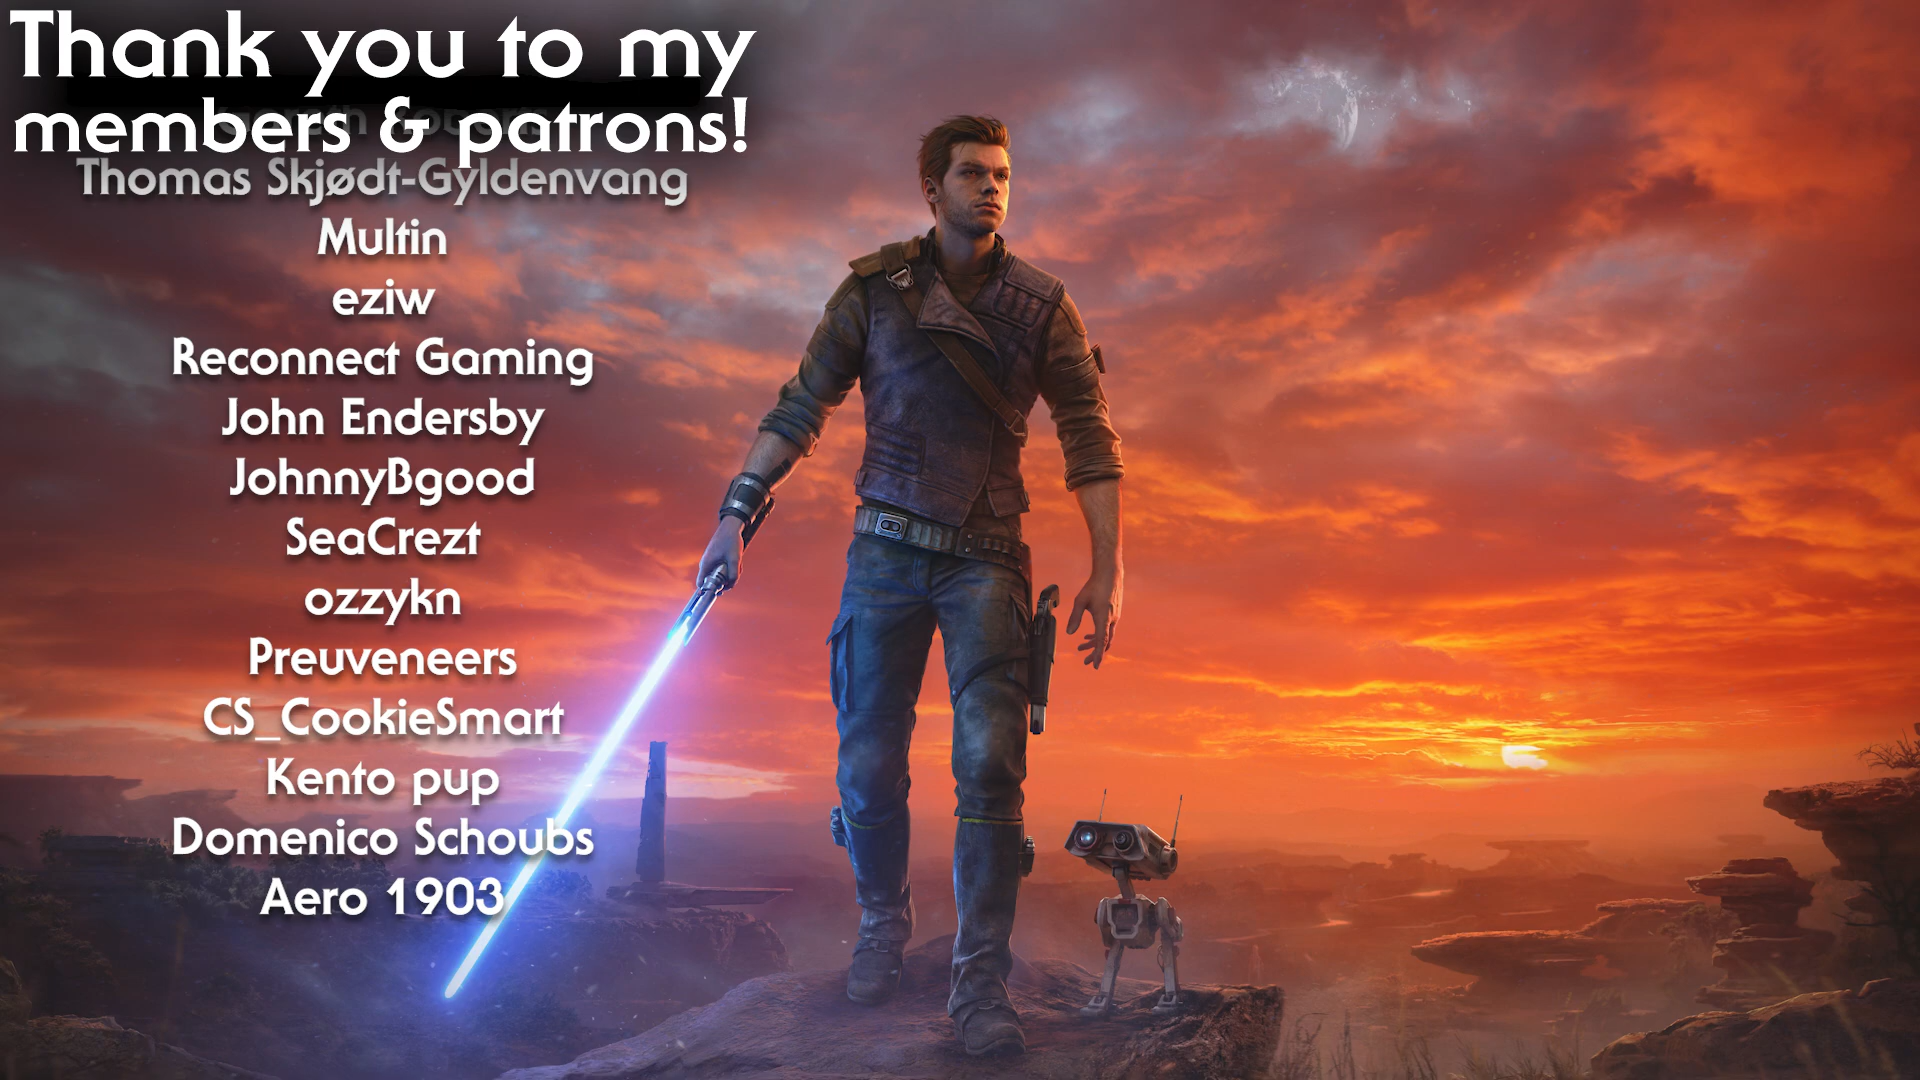 Thank you to my
members & patrons!
Thomas Skjødt-Gyldenvang
Multin
eziw
Reconnect Gaming
John Endersby
JohnnyBgood
SeaCrezt
ozzykn
Preuveneers
CS_CookieSmart
Kento pup
Domenico Schoubs
Aero 1903